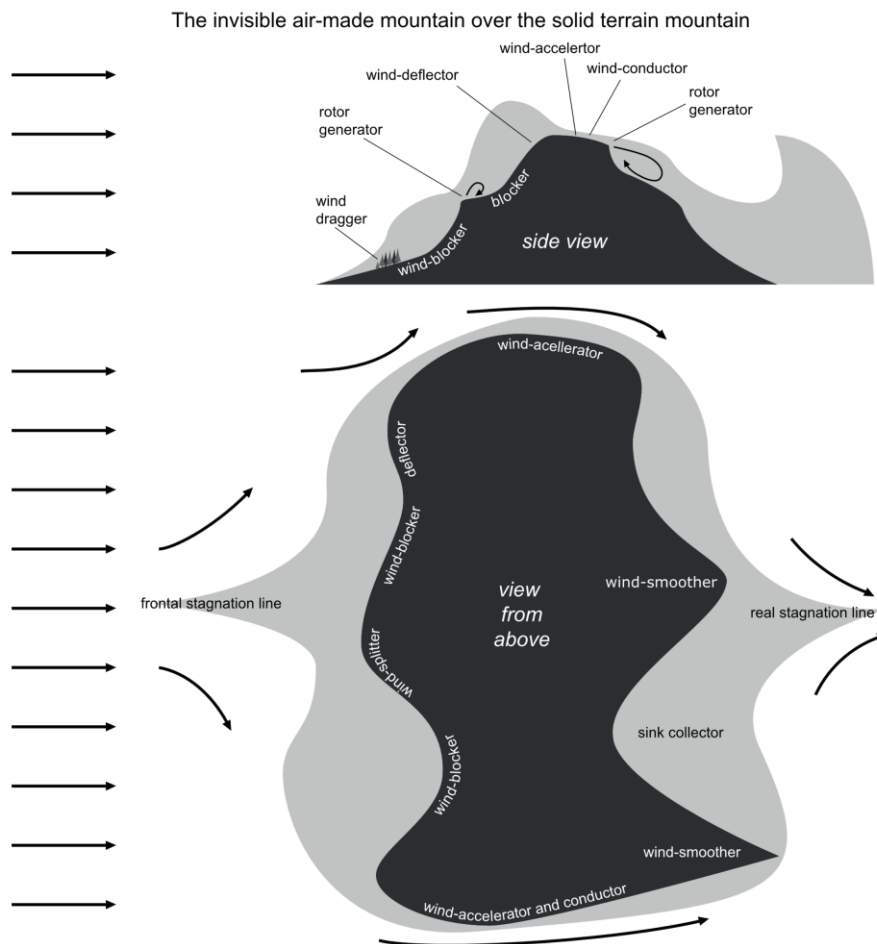 The invisible air-made mountain over the solid terrain mountain
wind-accelertor
wind-deflector
wind-conductor
rotor
generator
rotor
generator
wind
dragger
blocker
wind-blocker
side view
wind-acellerator
deflector
wind-blocker
frontal stagnation line
view
from
above
wind-smoother
real stagnation line
wind-splitter
sink collector
wind-blocker
wind-smoother
wind-accelerator and conductor